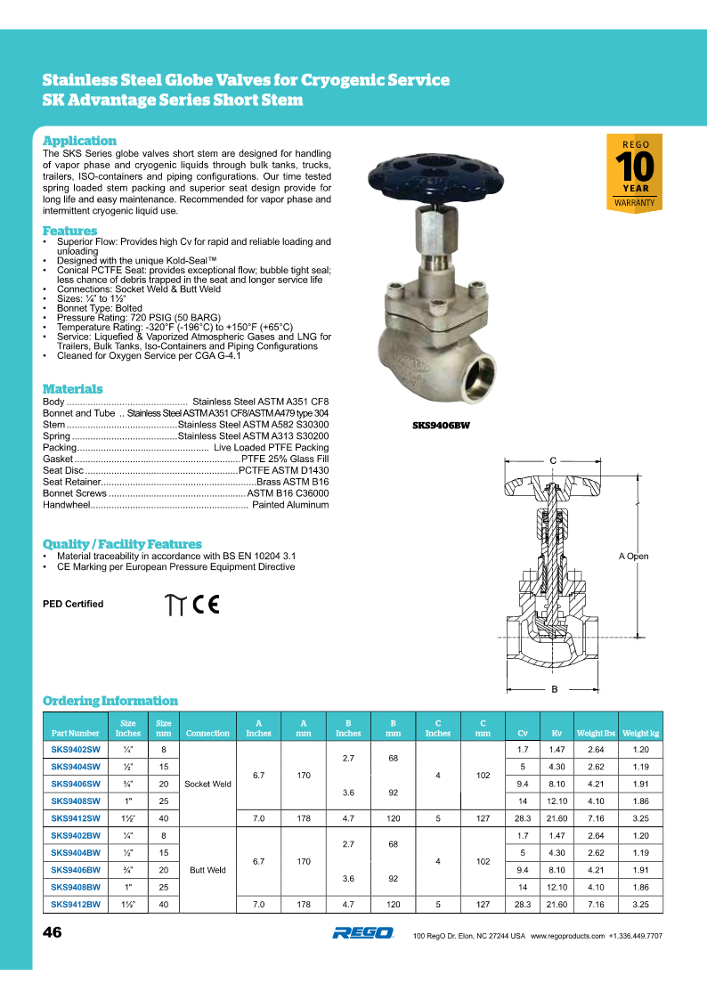 Stainless Steel Globe Valves for Cryogenic Service
SK Advantage Series Short Stem
Application
The SKS Series globe valves short stem are designed for handling
of vapor phase and cryogenic liquids through bulk tanks, trucks,
trailers, ISO-containers and piping configurations. Our time tested
spring loaded stem packing and superior seat design provide for
long life and easy maintenance. Recommended for vapor phase and
intermittent cryogenic liquid use.
Features
• Superior Flow: Provides high Cv for rapid and reliable loading and
unloading
• Designed with the unique Kold-Seal™
• Conical PCTFE Seat: provides exceptional flow; bubble tight seal;
less chance of debris trapped in the seat and longer service life
• Connections: Socket Weld & Butt Weld
• Sizes: ¼” to 1½“
• Bonnet Type: Bolted
• Pressure Rating: 720 PSIG (50 BARG)
• Temperature Rating: -320°F (-196°C) to +150°F (+65°C)
• Service: Liquefied & Vaporized Atmospheric Gases and LNG for
Trailers, Bulk Tanks, Iso-Containers and Piping Configurations
• Cleaned for Oxygen Service per CGA G-4.1
Materials
Body .............................................. Stainless Steel ASTM A351 CF8
Bonnet and Tube .. Stainless Steel ASTM A351 CF8/ASTM A479 type 304
Stem ..........................................Stainless Steel ASTM A582 S30300
Spring ........................................Stainless Steel ASTM A313 S30200
Packing.................................................. Live Loaded PTFE Packing
Gasket ...............................................................PTFE 25% Glass Fill
Seat Disc ..........................................................PCTFE ASTM D1430
Seat Retainer...........................................................Brass ASTM B16
Bonnet Screws ....................................................ASTM B16 C36000
Handwheel............................................................ Painted Aluminum
Quality / Facility Features
• Material traceability in accordance with BS EN 10204 3.1
• CE Marking per European Pressure Equipment Directive
PED Certified
CE
REGO
10
YEAR
WARRANTY
SKS9406BW
C
A Open
B
Ordering Information
Part Number Size Inches Size mm Connection A Inches A mm B Inches B mm C Inches C mm Cv Kv Weight lbs Weight kg
SKS9402SW ¼” 8 Socket Weld 6.7 170 2.7 68 4 102 1.7 1.47 2.64 1.20
SKS9404SW ½” 15 5 4.30 2.62 1.19
SKS9406SW ¾” 20 3.6 92 9.4 8.10 4.21 1.91
SKS9408SW 1" 25 14 12.10 4.10 1.86
SKS9412SW 1½” 40 7.0 178 4.7 120 5 127 28.3 21.60 7.16 3.25
SKS9402BW ¼” 8 Butt Weld 6.7 170 2.7 68 4 102 1.7 1.47 2.64 1.20
SKS9404BW ½” 15 5 4.30 2.62 1.19
SKS9406BW ¾” 20 3.6 92 9.4 8.10 4.21 1.91
SKS9408BW 1" 25 14 12.10 4.10 1.86
SKS9412BW 1½” 40 7.0 178 4.7 120 5 127 28.3 21.60 7.16 3.25
46
REGO
100 RegO Dr. Elon, NC 27244 USA www.regoproducts.com +1.336.449.7707